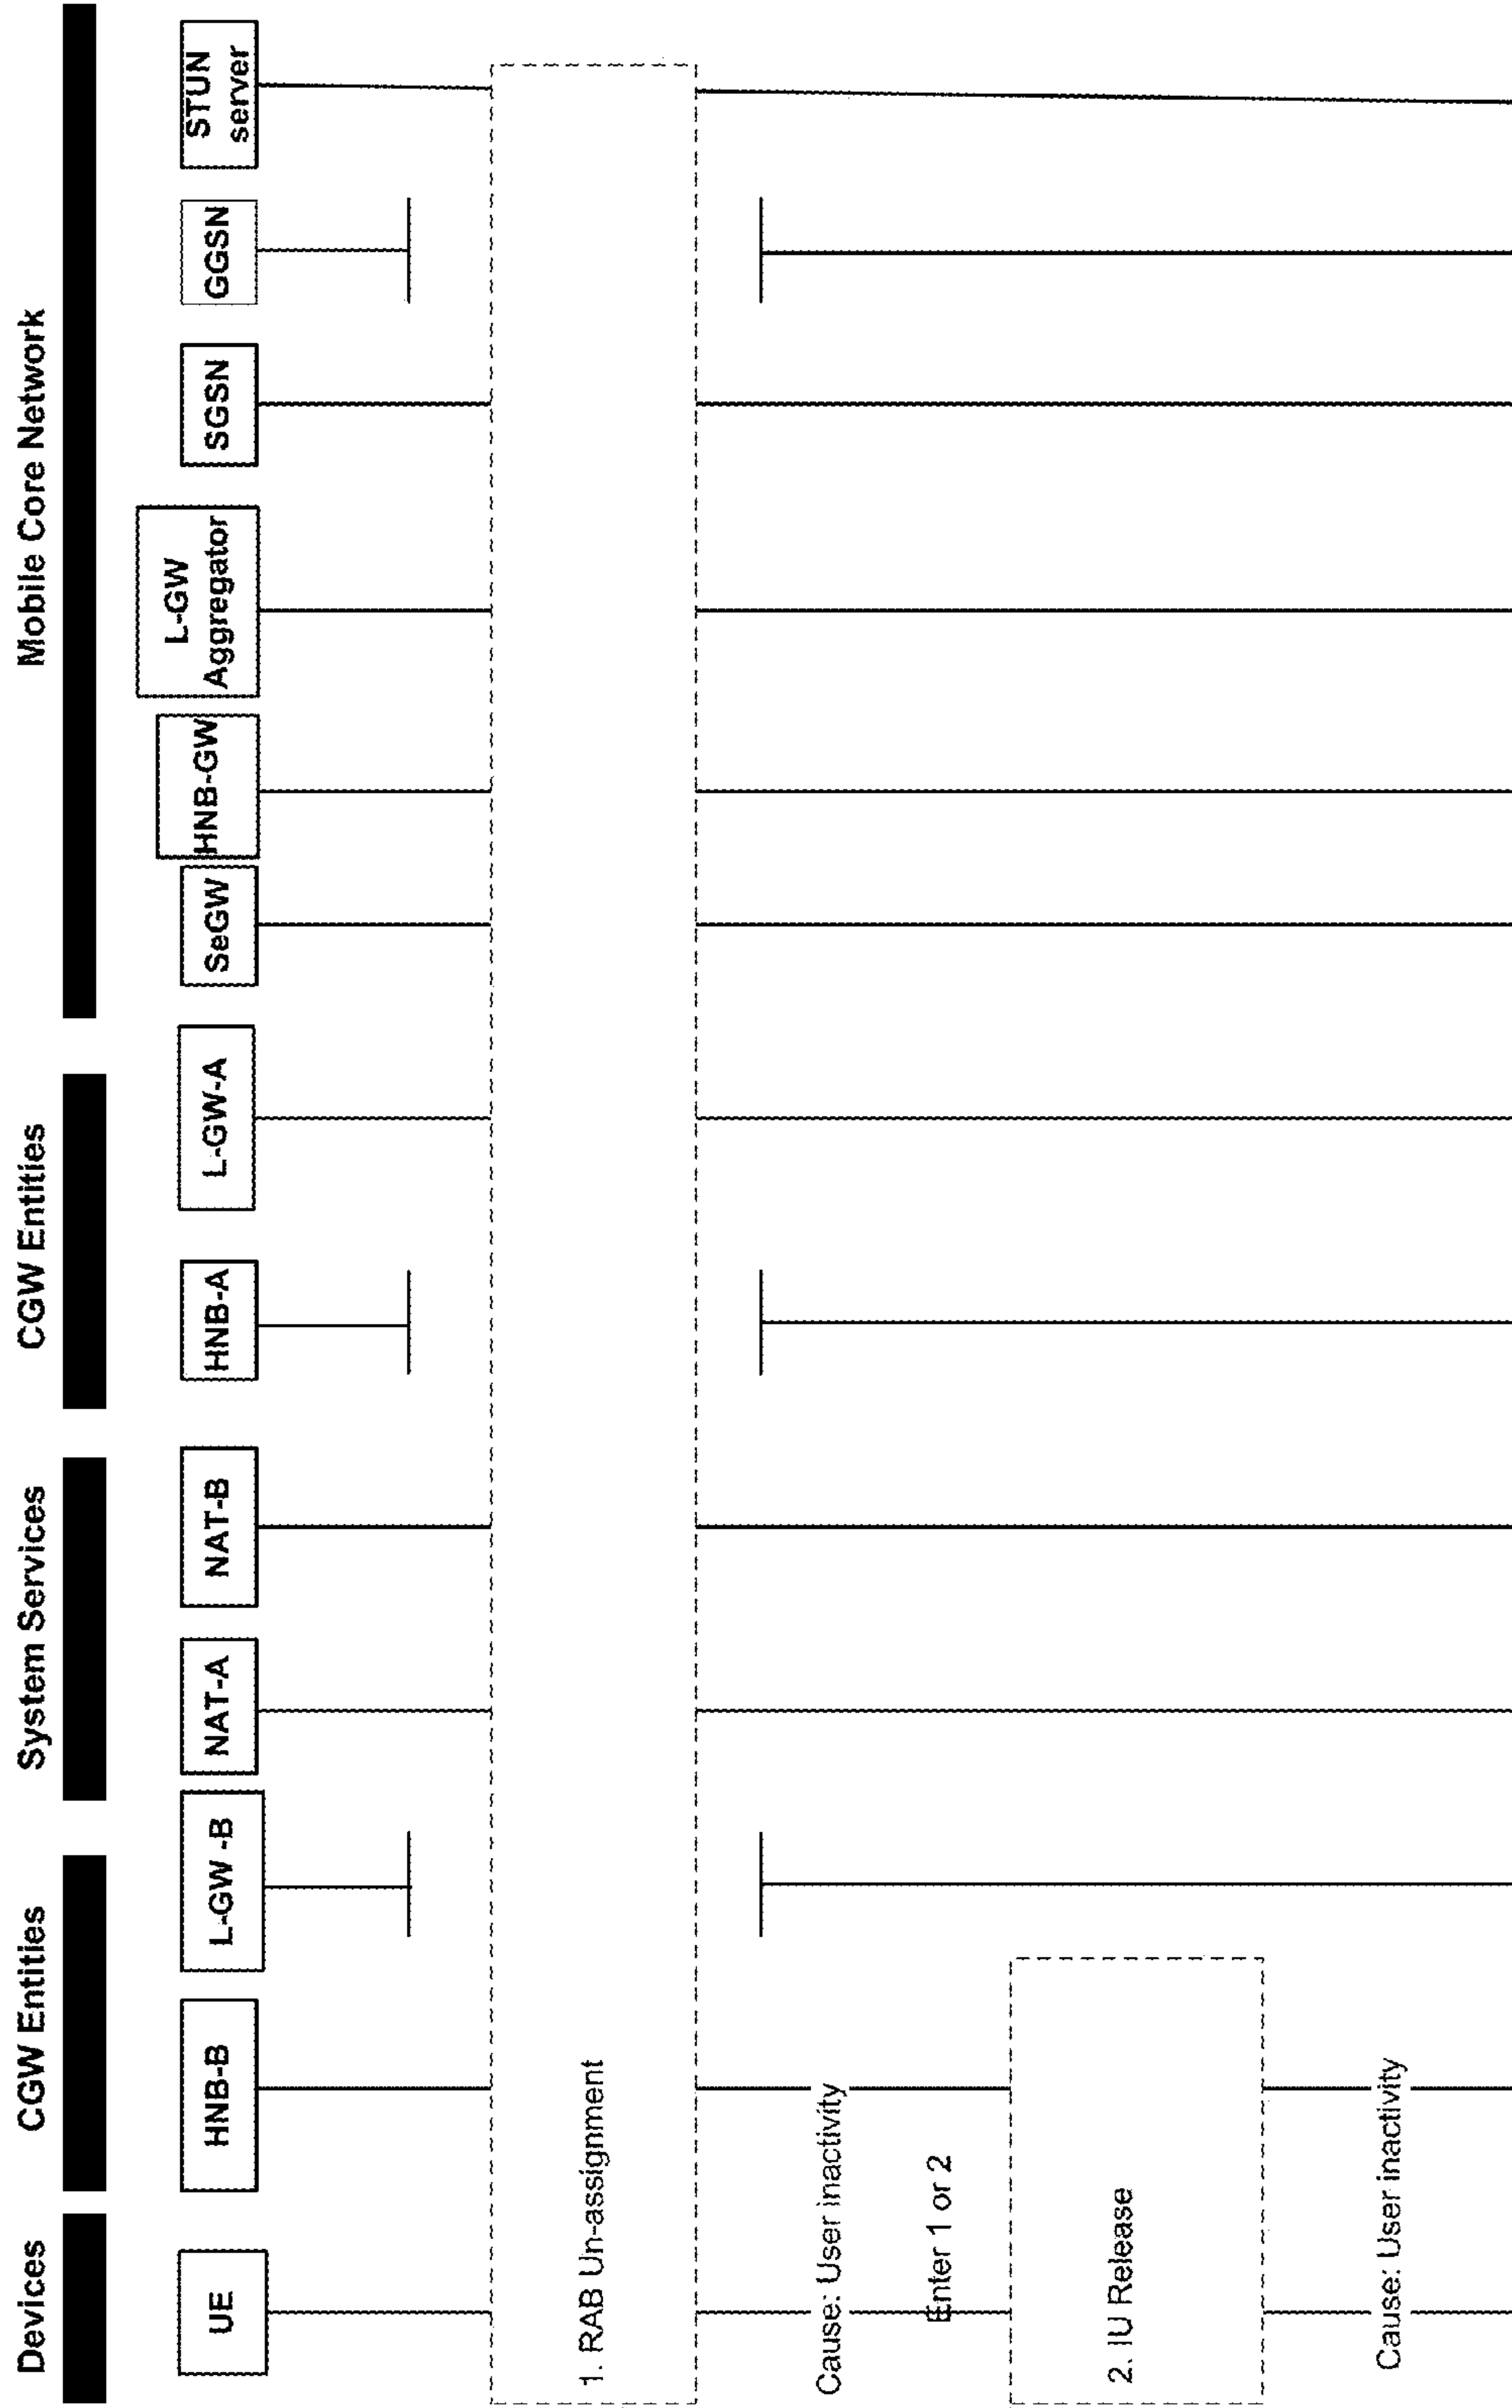 Devices
CGW Entities
System Services
CGW Entities
Mobile Core Network
UE
HNB-B
L-GW -B
NAT-A
NAT-B
HNB-A
L-GW-A
SeGW
HNB-GW
L-GW
Aggregator
SGSN
GGSN
STUN
server
1. RAB Un-assignment
Cause: User inactivity
Enter 1 or 2
2. IU Release
Cause: User inactivity